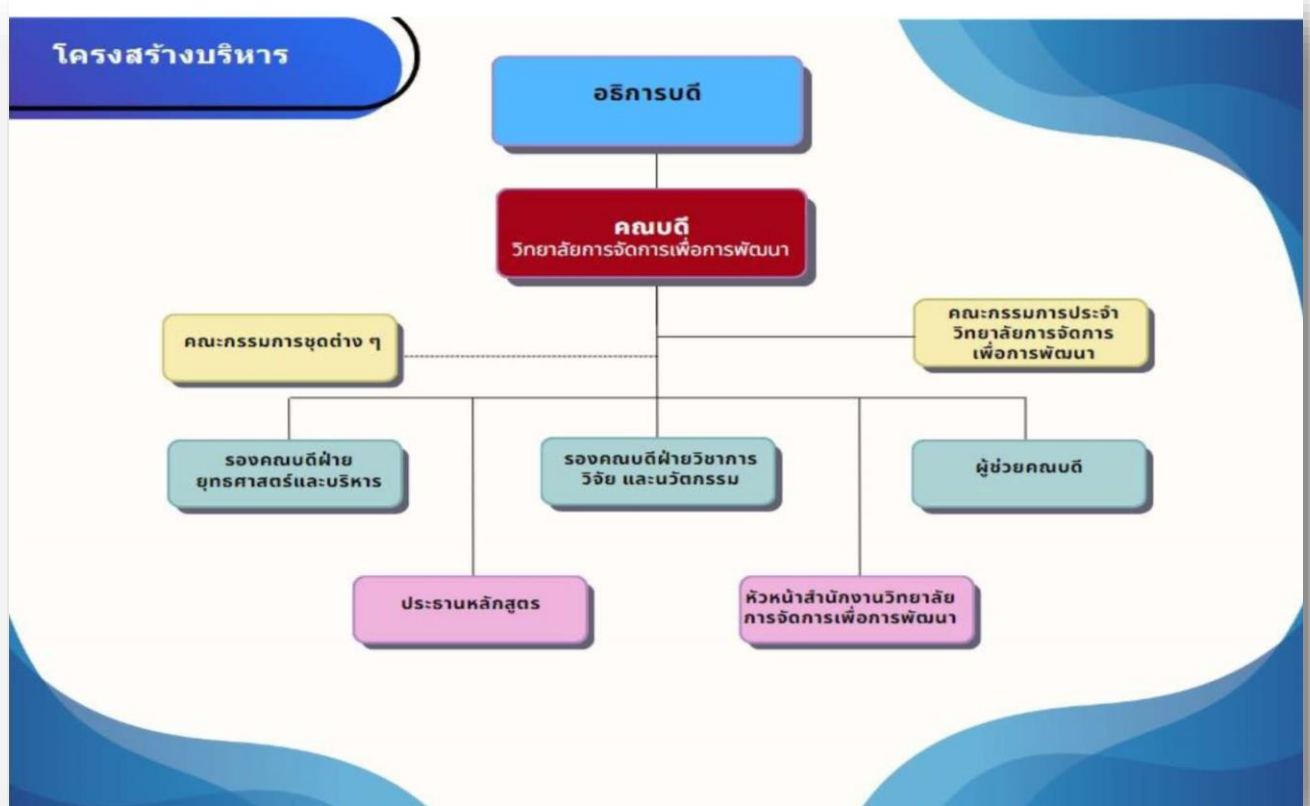 โครงสร้างบริหาร
อธิการบดี
คณบดี
วิทยาลัยการจัดการเพื่อการพัฒนา
คณะกรรมการชุดต่าง ๆ
คณะกรรมการประจำ
วิทยาลัยการจัดการ
เพื่อการพัฒนา
รองคณบดีฝ่าย
ยุทธศาสตร์และบริหาร
รองคณบดีฝ่ายวิชาการ
วิจัย และนวัตกรรม
ผู้ช่วยคณบดี
ประธานหลักสูตร
หัวหน้าสำนักงานวิทยาลัย
การจัดการเพื่อการพัฒนา